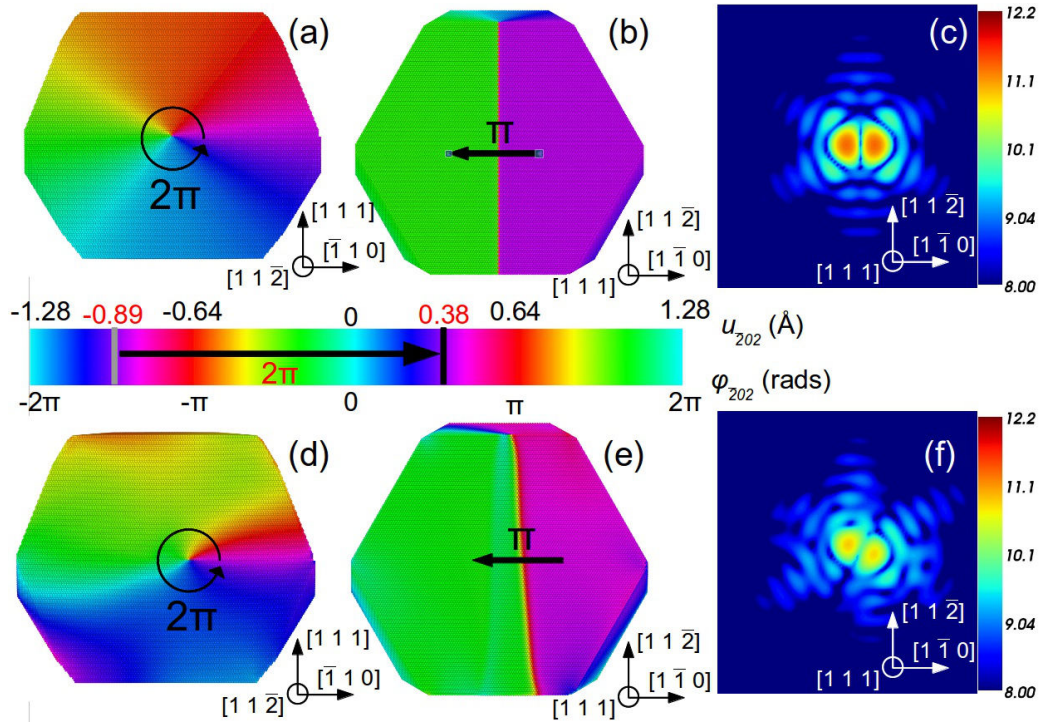 (a)
2π
[1 1 1]
[1̅ 1 0]
[1 1 2̅]
(b)
π
[1 1 2̅]
[1 1̅ 0]
[1 1 1]
(c)
[1 1 2̅]
[1 1̅ 0]
[1 1 1]
12.2
11.1
10.1
9.04
8.00
-1.28 -0.89 -0.64 0 0.38 0.64 1.28 u_2̅02 (Å)
2π
-2π -π 0 π 2π φ_2̅02 (rads)
(d)
2π
[1 1 1]
[1̅ 1 0]
[1 1 2̅]
(e)
π
[1 1 2̅]
[1 1̅ 0]
[1 1 1]
(f)
[1 1 2̅]
[1 1̅ 0]
[1 1 1]
12.2
11.1
10.1
9.04
8.00